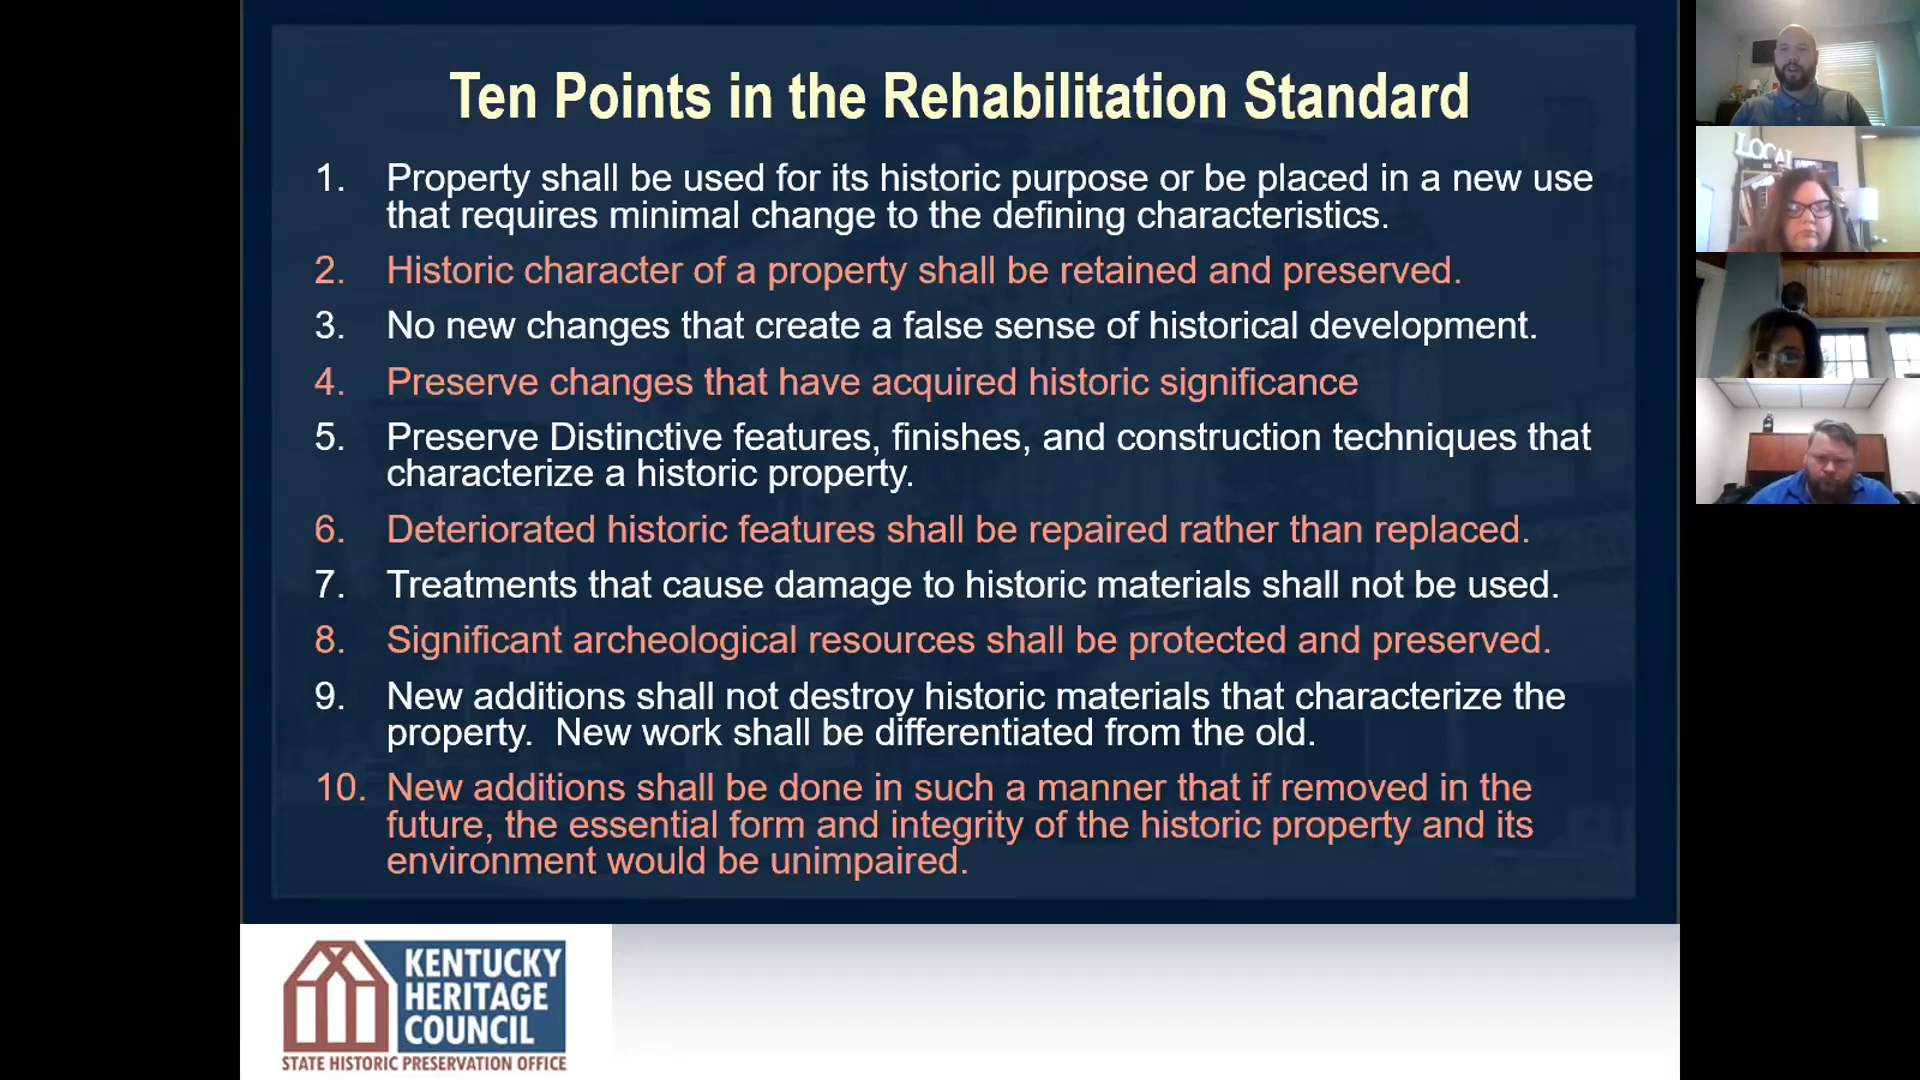 Ten Points in the Rehabilitation Standard
1. Property shall be used for its historic purpose or be placed in a new use
that requires minimal change to the defining characteristics.
2. Historic character of a property shall be retained and preserved.
3. No new changes that create a false sense of historical development.
4. Preserve changes that have acquired historic significance
5. Preserve Distinctive features, finishes, and construction techniques that
characterize a historic property.
6. Deteriorated historic features shall be repaired rather than replaced.
7. Treatments that cause damage to historic materials shall not be used.
8. Significant archeological resources shall be protected and preserved.
9. New additions shall not destroy historic materials that characterize the
property.  New work shall be differentiated from the old.
10. New additions shall be done in such a manner that if removed in the
future, the essential form and integrity of the historic property and its
environment would be unimpaired.
KENTUCKY
HERITAGE
COUNCIL
STATE HISTORIC PRESERVATION OFFICE
LOCAL